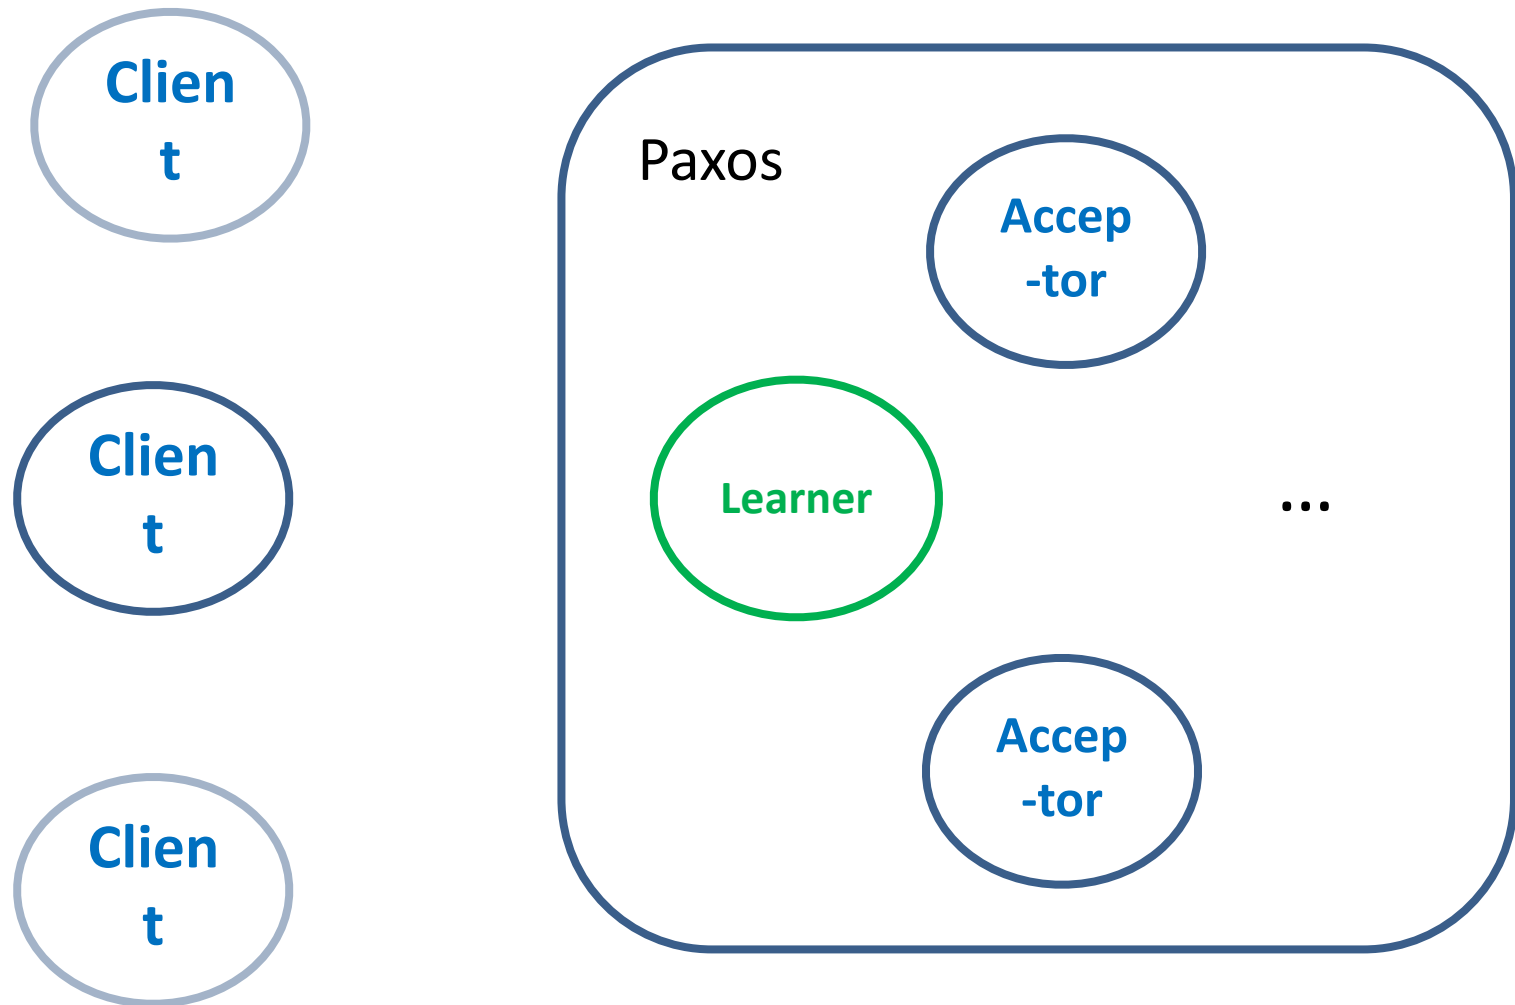 Clien
t
Clien
t
Clien
t
Paxos
Accep
-tor
Learner
...
Accep
-tor